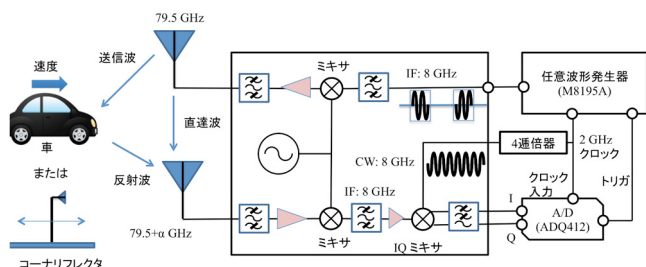 79.5 GHz
送信波
速度
車
または
コーナリフレクタ
直達波
反射波
79.5+α GHz
ミキサ
IF: 8 GHz
CW: 8 GHz
IF: 8 GHz
ミキサ
IQ ミキサ
任意波形発生器
(M8195A)
4逓倍器
2 GHz
クロック
クロック
入力
トリガ
I
Q
A/D
(ADQ412)